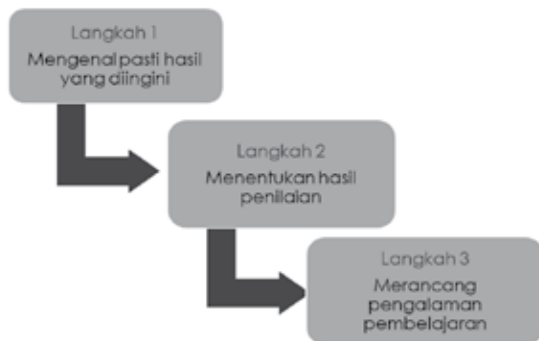 Langkah 1
Mengenal pasti hasil
yang diingini
Langkah 2
Menentukan hasil
penilaian
Langkah 3
Merancang
pengalaman
pembelajaran